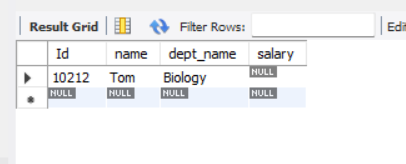 Result Grid Filter Rows: Edi
Id name dept_name salary
10212 Tom Biology NULL
NULL NULL NULL NULL